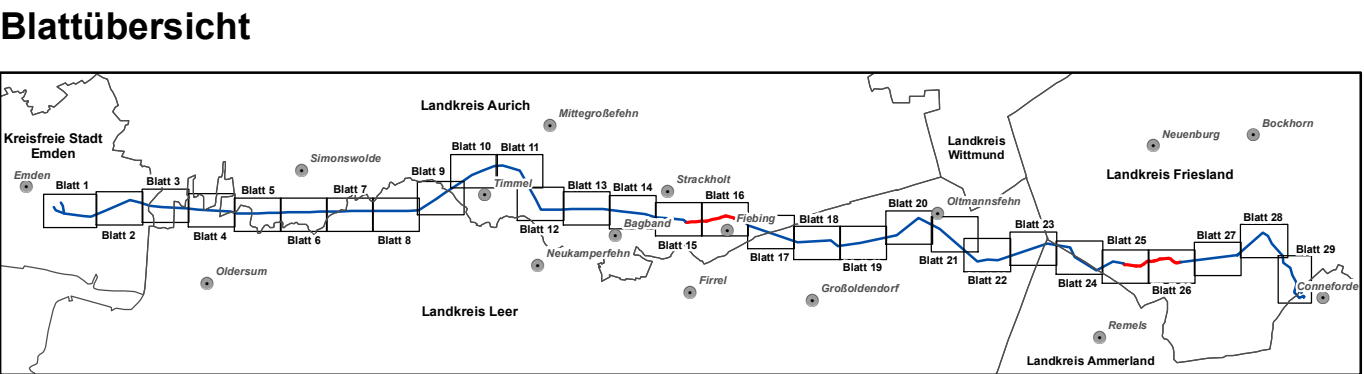 Blattübersicht
Landkreis Aurich
Mittegroßefehn
Kreisfreie Stadt
Emden
Emden
Simonswolde
Timmel
Strackholt
Bagband
Fiebing
Neukamperfehn
Oldersum
Firrel
Großoldendorf
Landkreis Leer
Landkreis
Wittmund
Oltmannsfehn
Neuenburg
Bockhorn
Landkreis Friesland
Remels
Landkreis Ammerland
Conneforde
Blatt 1
Blatt 2
Blatt 3
Blatt 4
Blatt 5
Blatt 6
Blatt 7
Blatt 8
Blatt 9
Blatt 10
Blatt 11
Blatt 12
Blatt 13
Blatt 14
Blatt 15
Blatt 16
Blatt 17
Blatt 18
Blatt 19
Blatt 20
Blatt 21
Blatt 22
Blatt 23
Blatt 24
Blatt 25
Blatt 26
Blatt 27
Blatt 28
Blatt 29